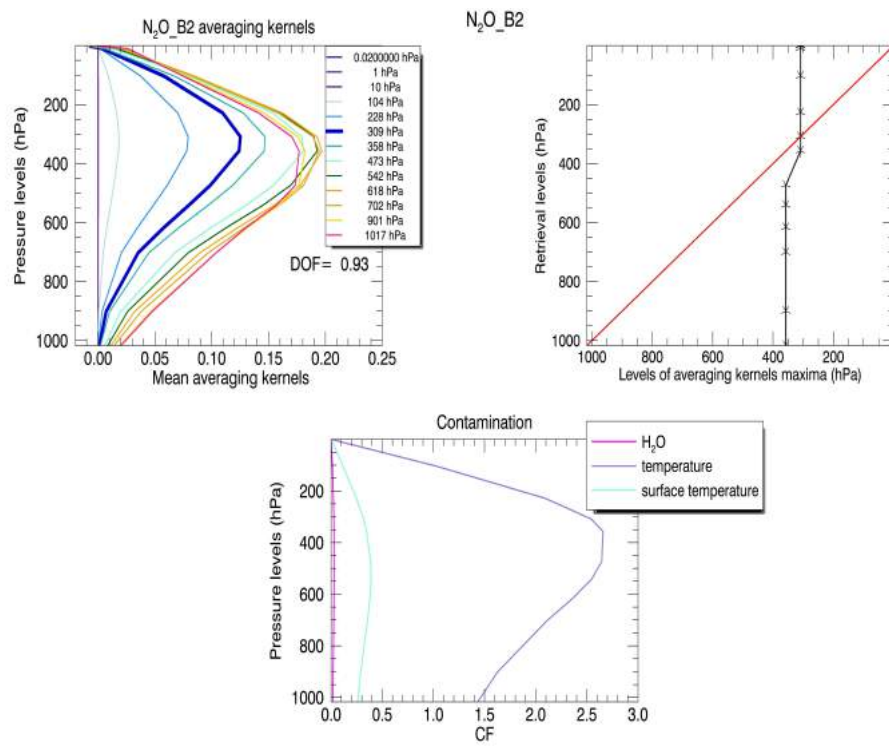 N₂O_B2 averaging kernels
Pressure levels (hPa)
200
400
600
800
1000
0.00 0.05 0.10 0.15 0.20 0.25
Mean averaging kernels
0.0200000 hPa
1 hPa
10 hPa
104 hPa
228 hPa
309 hPa
358 hPa
473 hPa
542 hPa
618 hPa
702 hPa
901 hPa
1017 hPa
DOF= 0.93
N₂O_B2
Retrieval levels (hPa)
200
400
600
800
1000
1000 800 600 400 200
Levels of averaging kernels maxima (hPa)
Contamination
Pressure levels (hPa)
200
400
600
800
1000
0.0 0.5 1.0 1.5 2.0 2.5 3.0
CF
H₂O
temperature
surface temperature